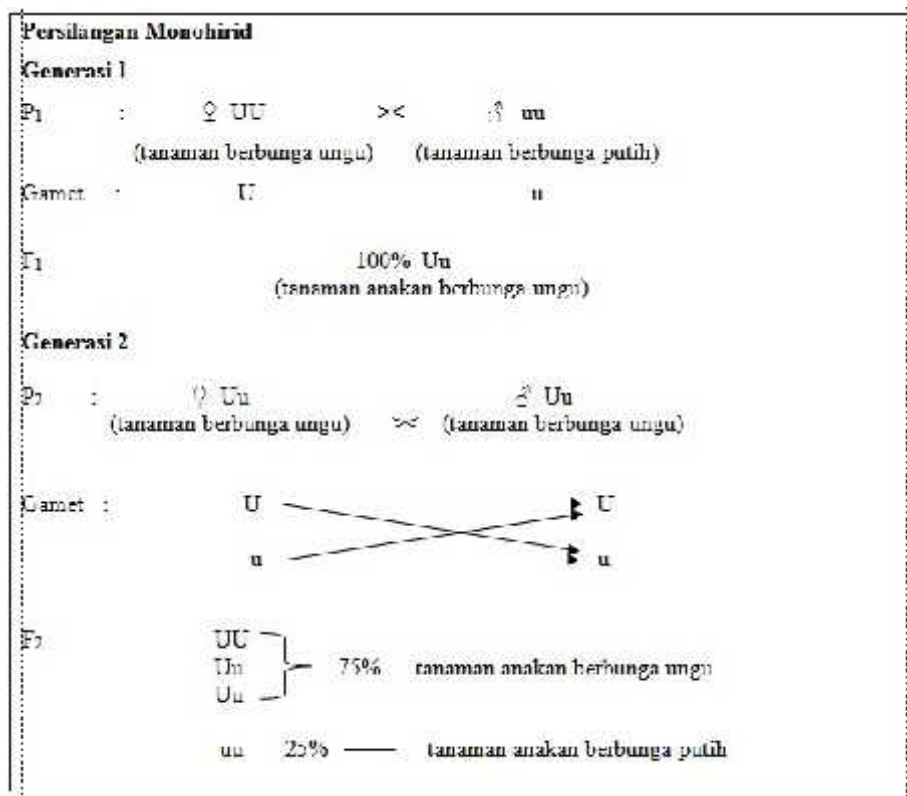 Persilangan Monohirid
Generasi 1
P1 : ♀ UU >< ♂ uu
(tanaman berbunga ungu) (tanaman berbunga putih)
Gamet : U u
F1 100% Uu
(tanaman anakan berbunga ungu)
Generasi 2
P2 : ♀ Uu ♂ Uu
(tanaman berbunga ungu) >< (tanaman berbunga ungu)
Gamet : U U
u u
F2 UU
Uu 75% tanaman anakan berbunga ungu
Uu
uu 25% tanaman anakan berbunga putih